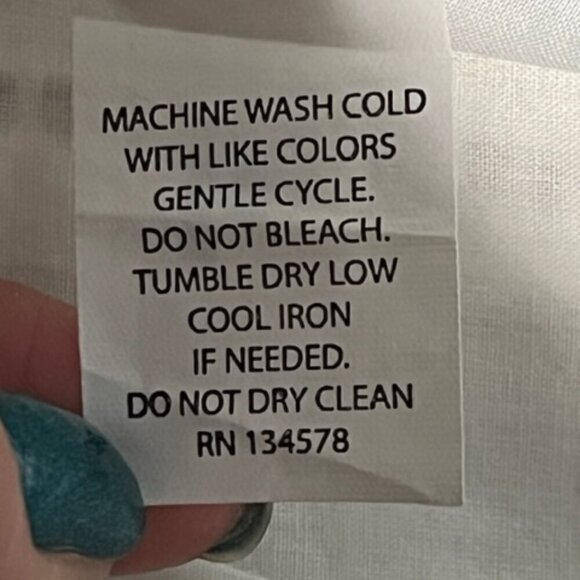 MACHINE WASH COLD
WITH LIKE COLORS
GENTLE CYCLE.
DO NOT BLEACH.
TUMBLE DRY LOW
COOL IRON
IF NEEDED.
DO NOT DRY CLEAN
RN 134578